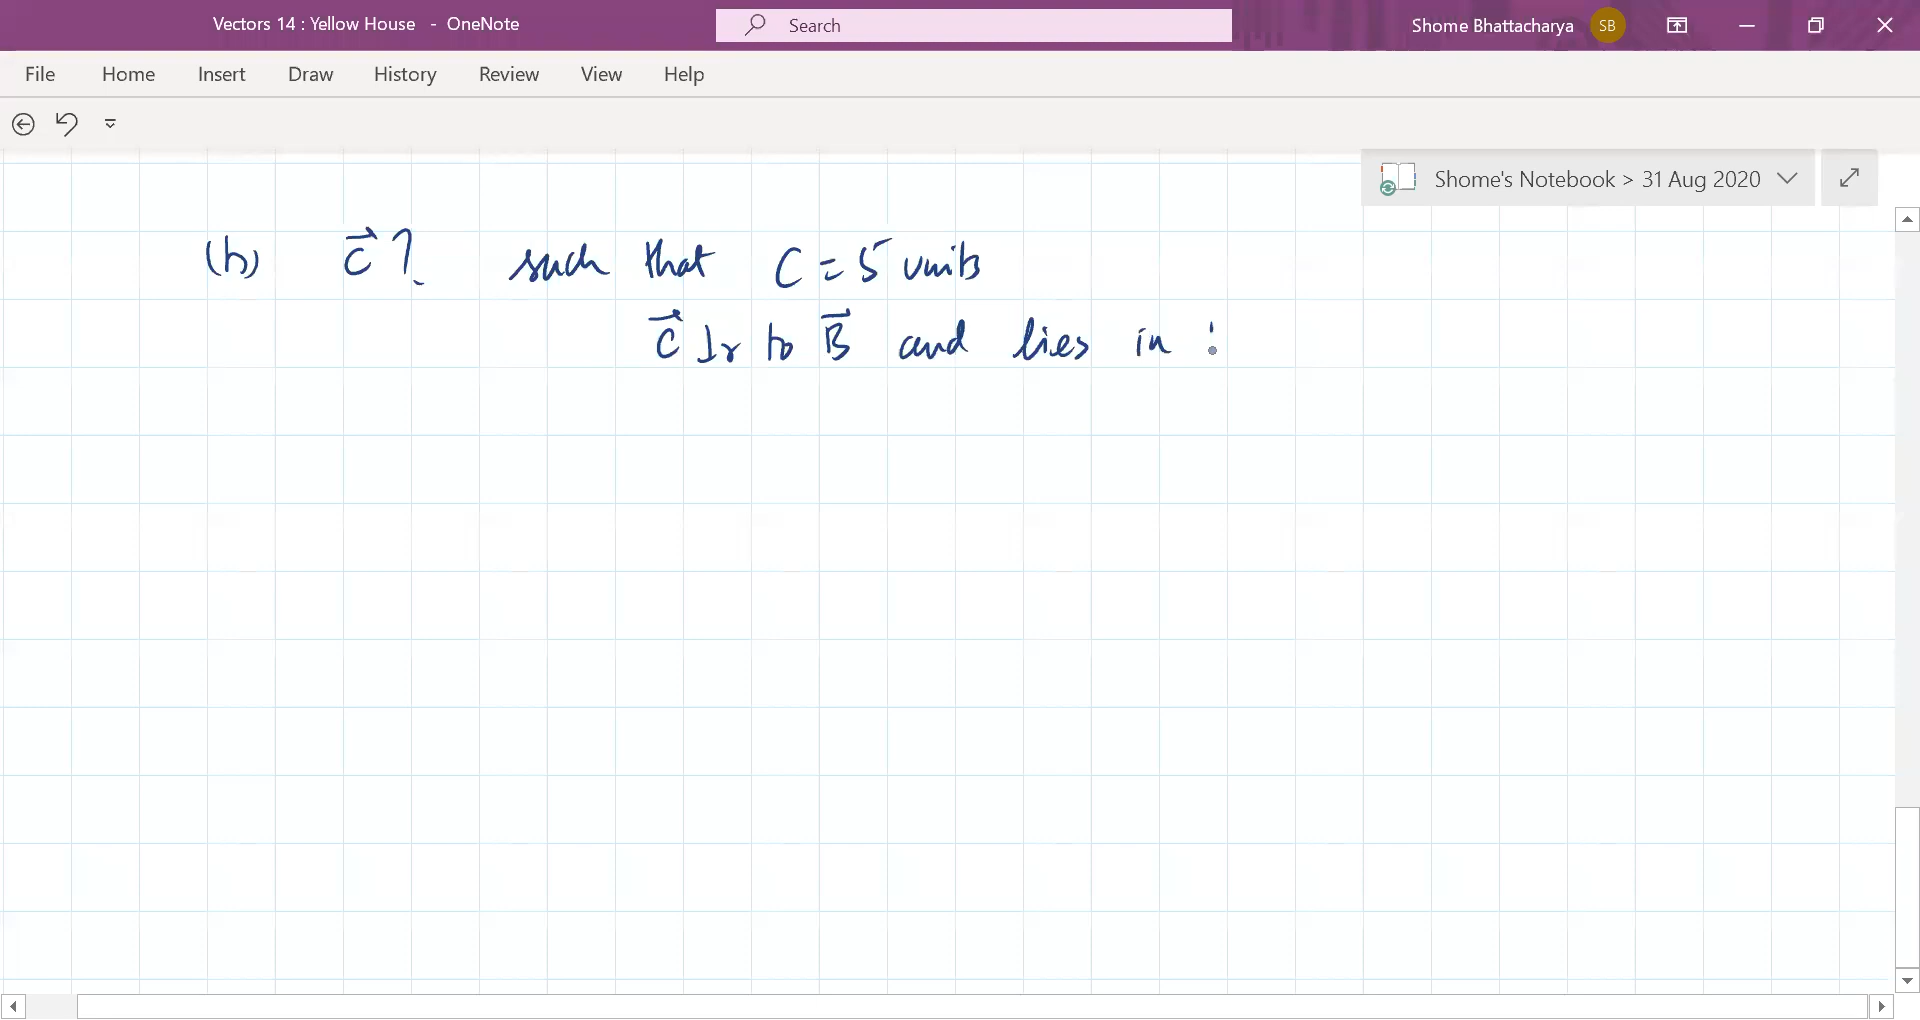 Vectors 14 : Yellow House - OneNote
Search
Shome Bhattacharya SB
File Home Insert Draw History Review View Help
Shome's Notebook > 31 Aug 2020
(h) C⃗ ? such that C = 5 units
C⃗ ⊥r to B⃗ and lies in :